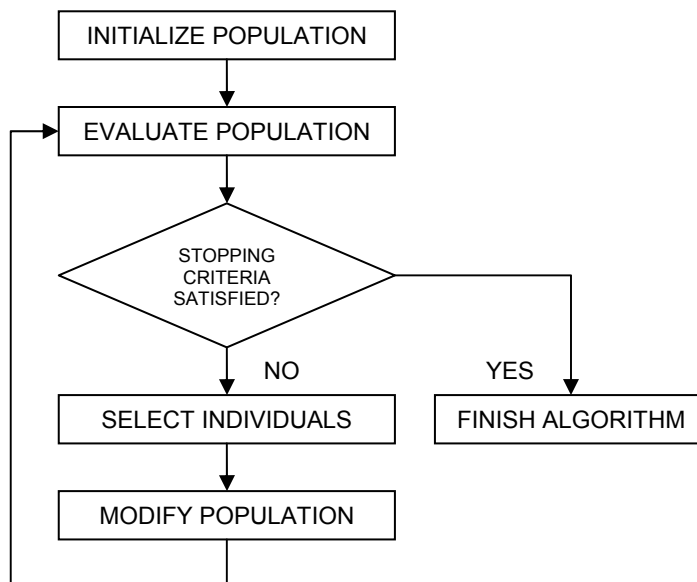 INITIALIZE POPULATION
EVALUATE POPULATION
STOPPING
CRITERIA
SATISFIED?
NO
YES
SELECT INDIVIDUALS
FINISH ALGORITHM
MODIFY POPULATION